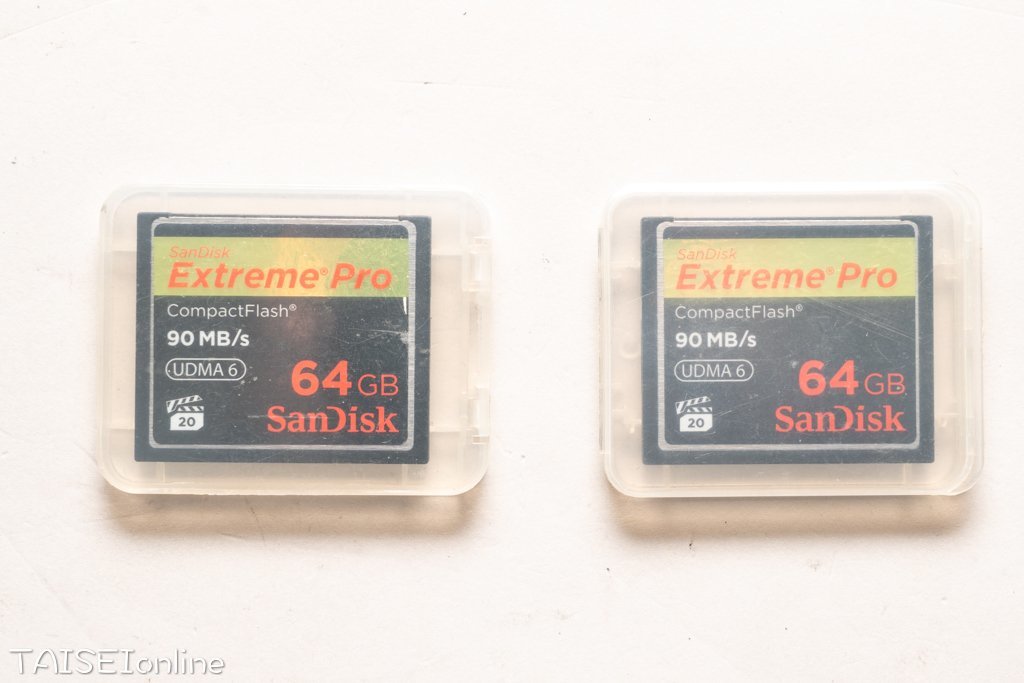 SanDisk
Extreme® Pro
CompactFlash®
90 MB/s
UDMA 6
64 GB
20
SanDisk
SanDisk
Extreme® Pro
CompactFlash®
90 MB/s
UDMA 6
64 GB
20
SanDisk
TAISEIonline